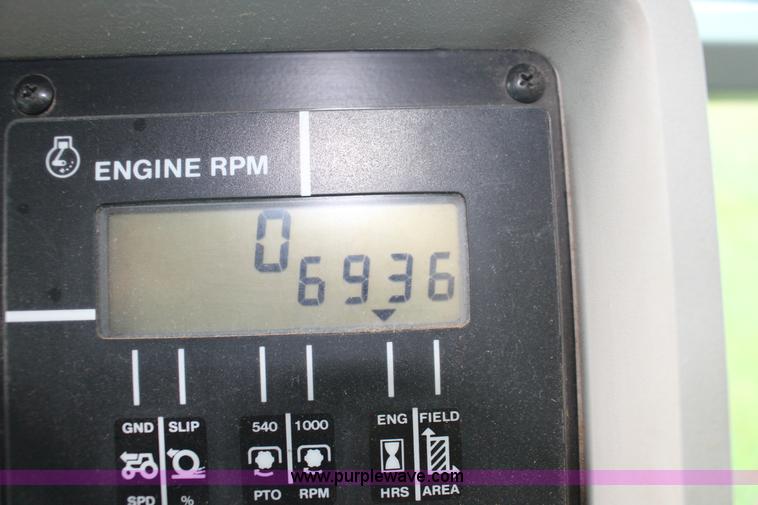 ENGINE RPM
0
6936
GND SLIP 540 1000 ENG FIELD
www.purplewave.com
SPD % PTO RPM HRS AREA